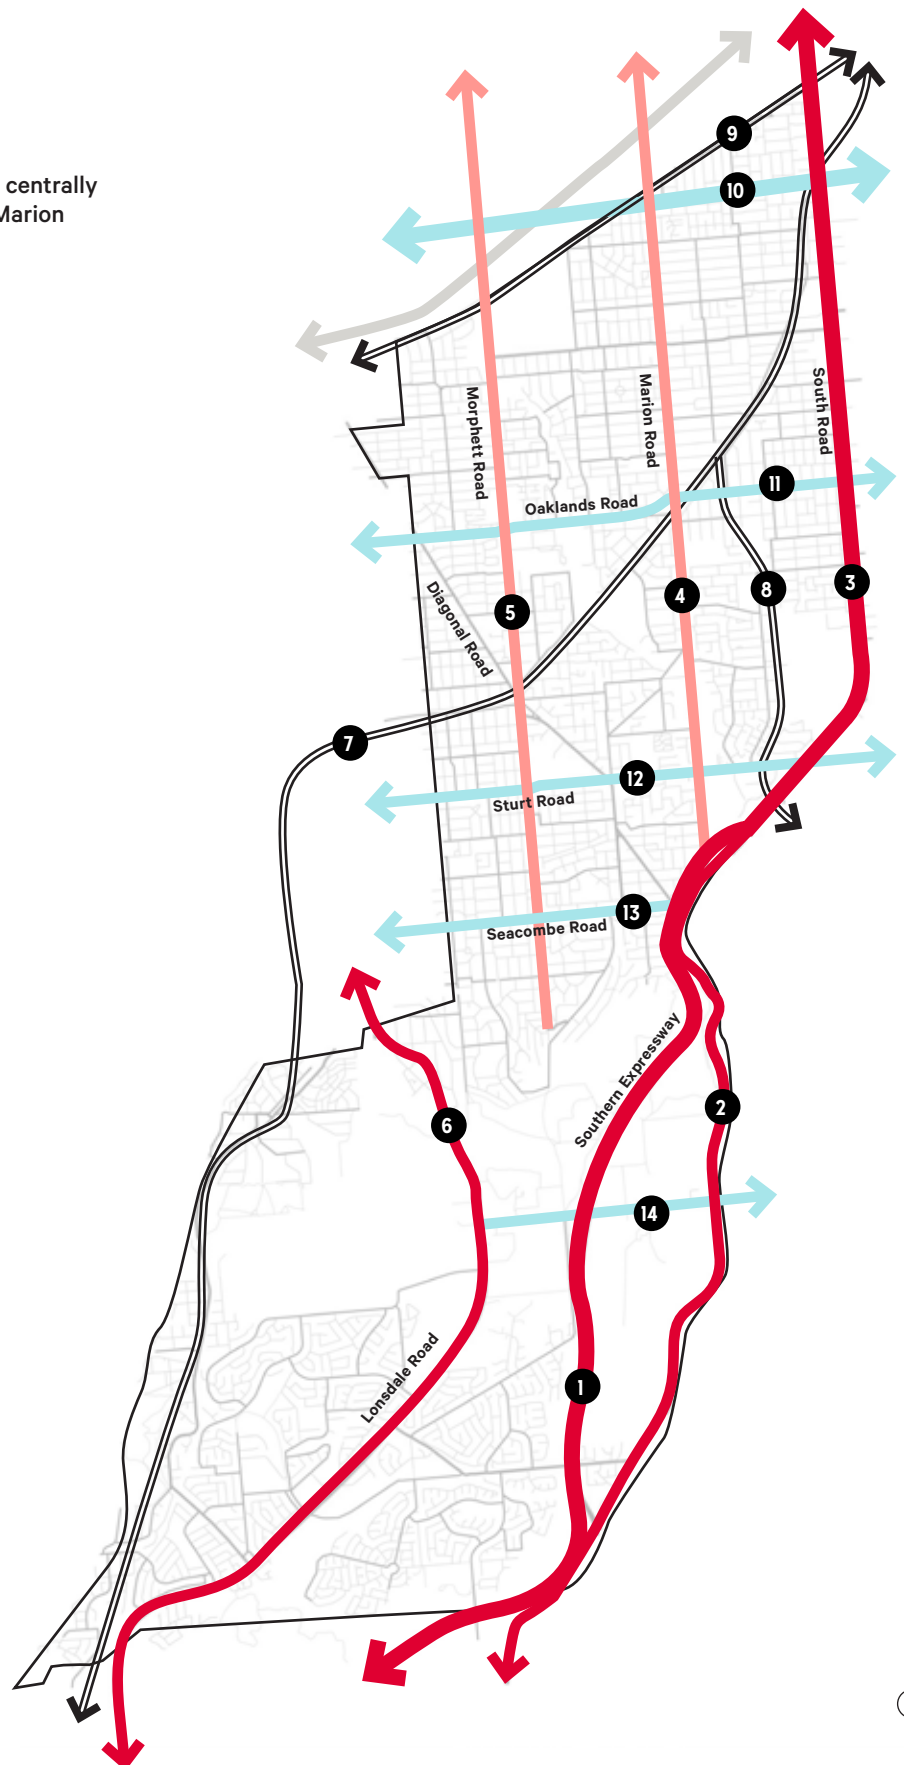 centrally
Marion
9
10
Morphett Road
Marion Road
South Road
11
Oaklands Road
Diagonal Road
5
4
8
3
7
12
Sturt Road
13
Seacombe Road
Southern Expressway
2
6
14
Lonsdale Road
1